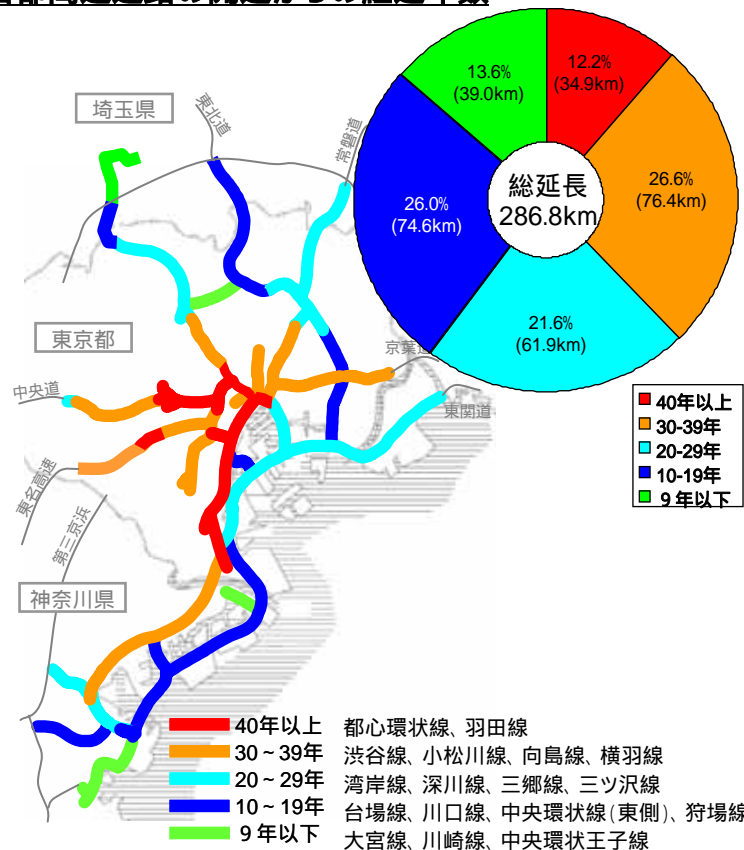 首都高速道路の開通からの経過年数
13.6%
(39.0km)
12.2%
(34.9km)
26.6%
(76.4km)
21.6%
(61.9km)
26.0%
(74.6km)
総延長
286.8km
埼玉県
東北道
常磐道
東京都
中央道
京葉道
東関道
東名高速
第三京浜
神奈川県
40年以上
30-39年
20-29年
10-19年
9年以下
40年以上 都心環状線、羽田線
30~39年 渋谷線、小松川線、向島線、横羽線
20~29年 湾岸線、深川線、三郷線、三ツ沢線
10~19年 台場線、川口線、中央環状線(東側)、狩場線
9年以下 大宮線、川崎線、中央環状王子線